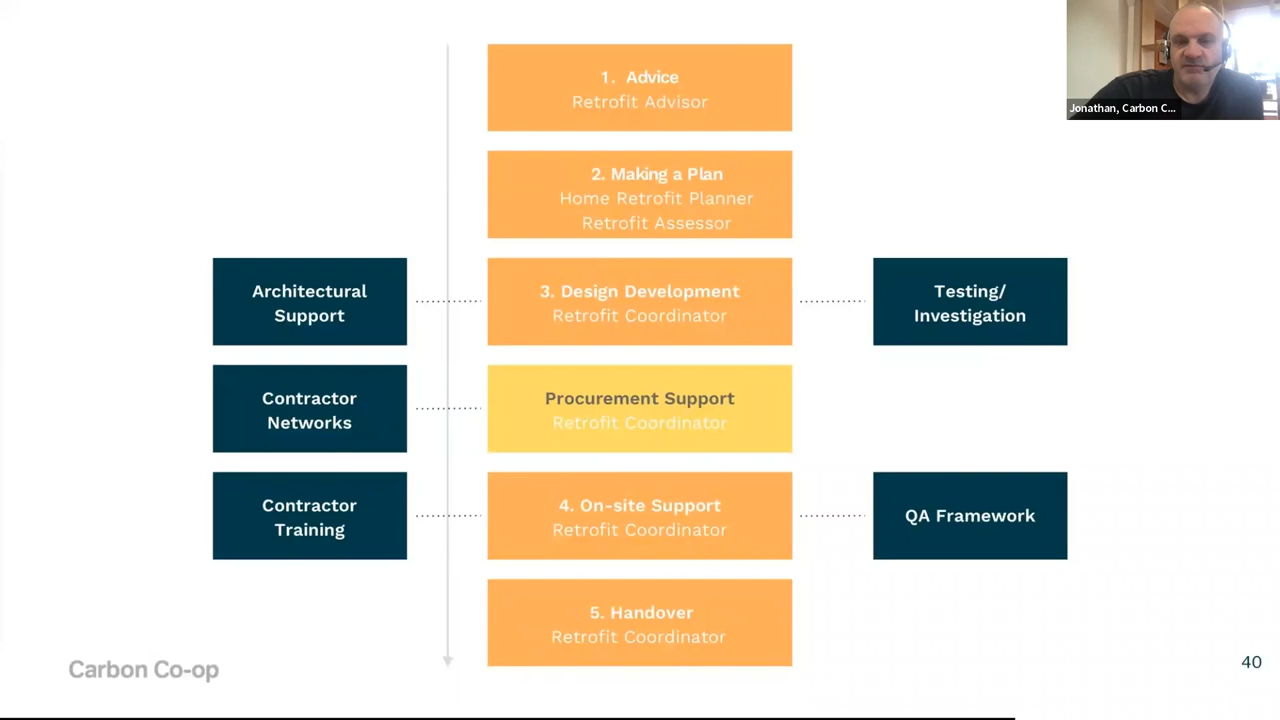 Jonathan, Carbon C...
1. Advice
Retrofit Advisor
2. Making a Plan
Home Retrofit Planner
Retrofit Assessor
Architectural
Support
3. Design Development
Retrofit Coordinator
Testing/
Investigation
Contractor
Networks
Procurement Support
Retrofit Coordinator
Contractor
Training
4. On-site Support
Retrofit Coordinator
QA Framework
5. Handover
Retrofit Coordinator
Carbon Co-op
40